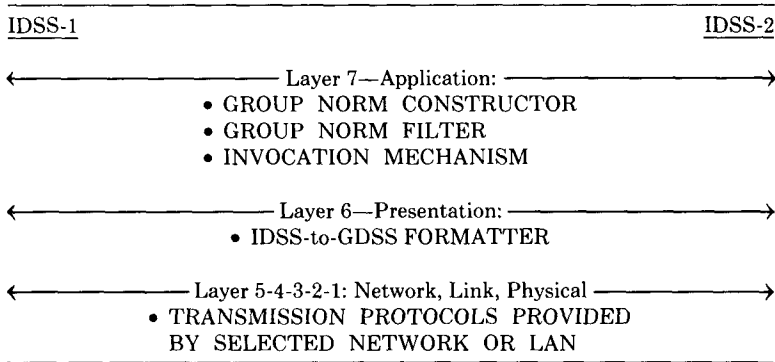 IDSS-1 IDSS-2
Layer 7—Application:
• GROUP NORM CONSTRUCTOR
• GROUP NORM FILTER
• INVOCATION MECHANISM
Layer 6—Presentation:
• IDSS-to-GDSS FORMATTER
Layer 5-4-3-2-1: Network, Link, Physical
• TRANSMISSION PROTOCOLS PROVIDED
BY SELECTED NETWORK OR LAN